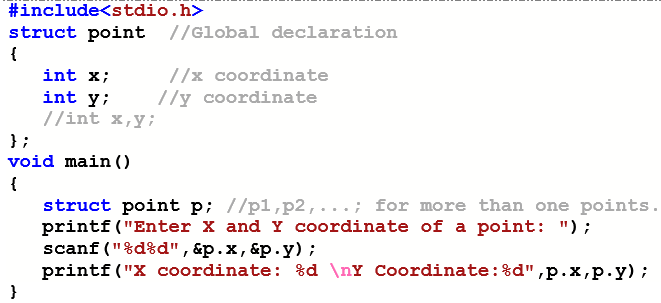 #include<stdio.h>
struct point  //Global declaration
{
   int x;     //x coordinate
   int y;    //y coordinate
   //int x,y;
};
void main()
{
   struct point p; //p1,p2,...; for more than one points.
   printf("Enter X and Y coordinate of a point: ");
   scanf("%d%d",&p.x,&p.y);
   printf("X coordinate: %d \nY Coordinate:%d",p.x,p.y);
}